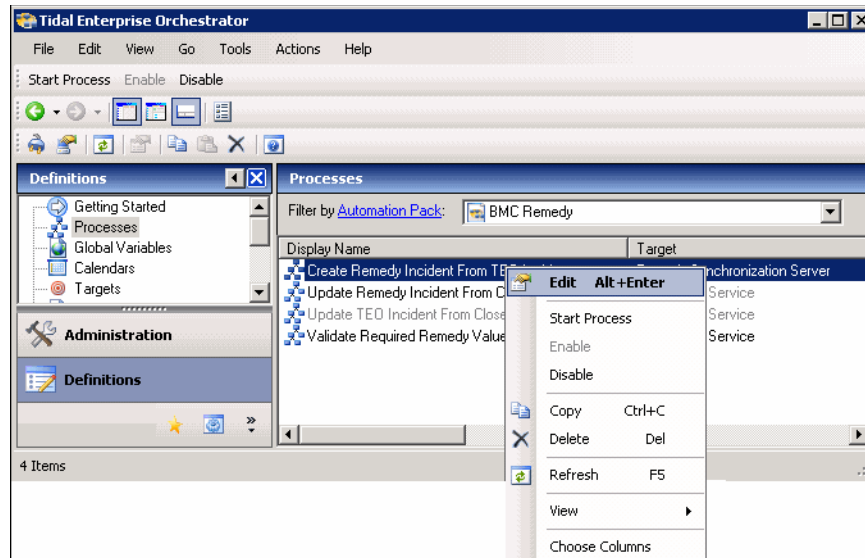 Tidal Enterprise Orchestrator
File Edit View Go Tools Actions Help
Start Process Enable Disable
Definitions
Getting Started
Processes
Global Variables
Calendars
Targets
Administration
Definitions
Processes
Filter by Automation Pack: BMC Remedy
Display Name Target
Create Remedy Incident From TEO Synchronization Server
Update Remedy Incident From C Service
Update TEO Incident From Close Service
Validate Required Remedy Value Service
Edit Alt+Enter
Start Process
Enable
Disable
Copy Ctrl+C
Delete Del
Refresh F5
View
Choose Columns
4 Items